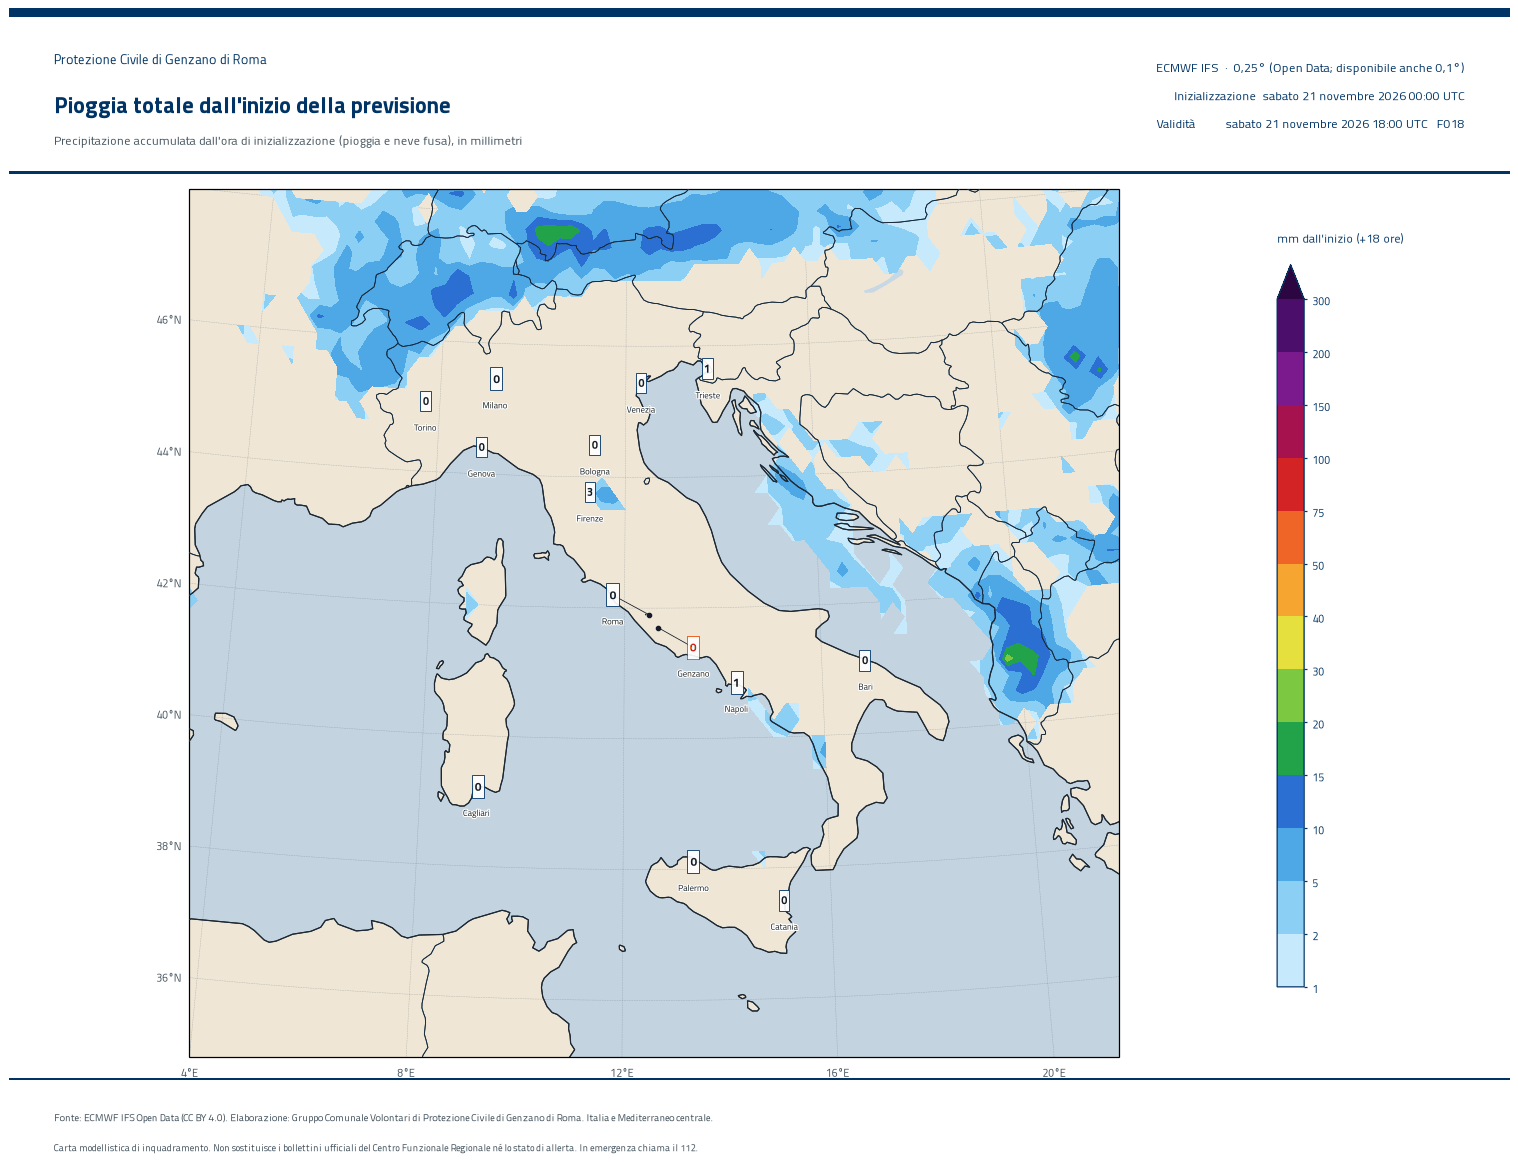 Protezione Civile di Genzano di Roma
Pioggia totale dall'inizio della previsione
Precipitazione accumulata dall'ora di inizializzazione (pioggia e neve fusa), in millimetri
ECMWF IFS · 0,25° (Open Data; disponibile anche 0,1°)
Inizializzazione sabato 21 novembre 2026 00:00 UTC
Validità sabato 21 novembre 2026 18:00 UTC F018
mm dall'inizio (+18 ore)
300
200
150
100
75
50
40
30
20
15
10
5
2
1
46°N
44°N
42°N
40°N
38°N
36°N
4°E
8°E
12°E
16°E
20°E
0
Torino
0
Milano
0
Venezia
1
Trieste
0
Genova
0
Bologna
3
Firenze
0
Roma
0
Genzano
1
Napoli
0
Bari
0
Cagliari
0
Palermo
0
Catania
Fonte: ECMWF IFS Open Data (CC BY 4.0). Elaborazione: Gruppo Comunale Volontari di Protezione Civile di Genzano di Roma. Italia e Mediterraneo centrale.
Carta modellistica di inquadramento. Non sostituisce i bollettini ufficiali del Centro Funzionale Regionale né lo stato di allerta. In emergenza chiama il 112.